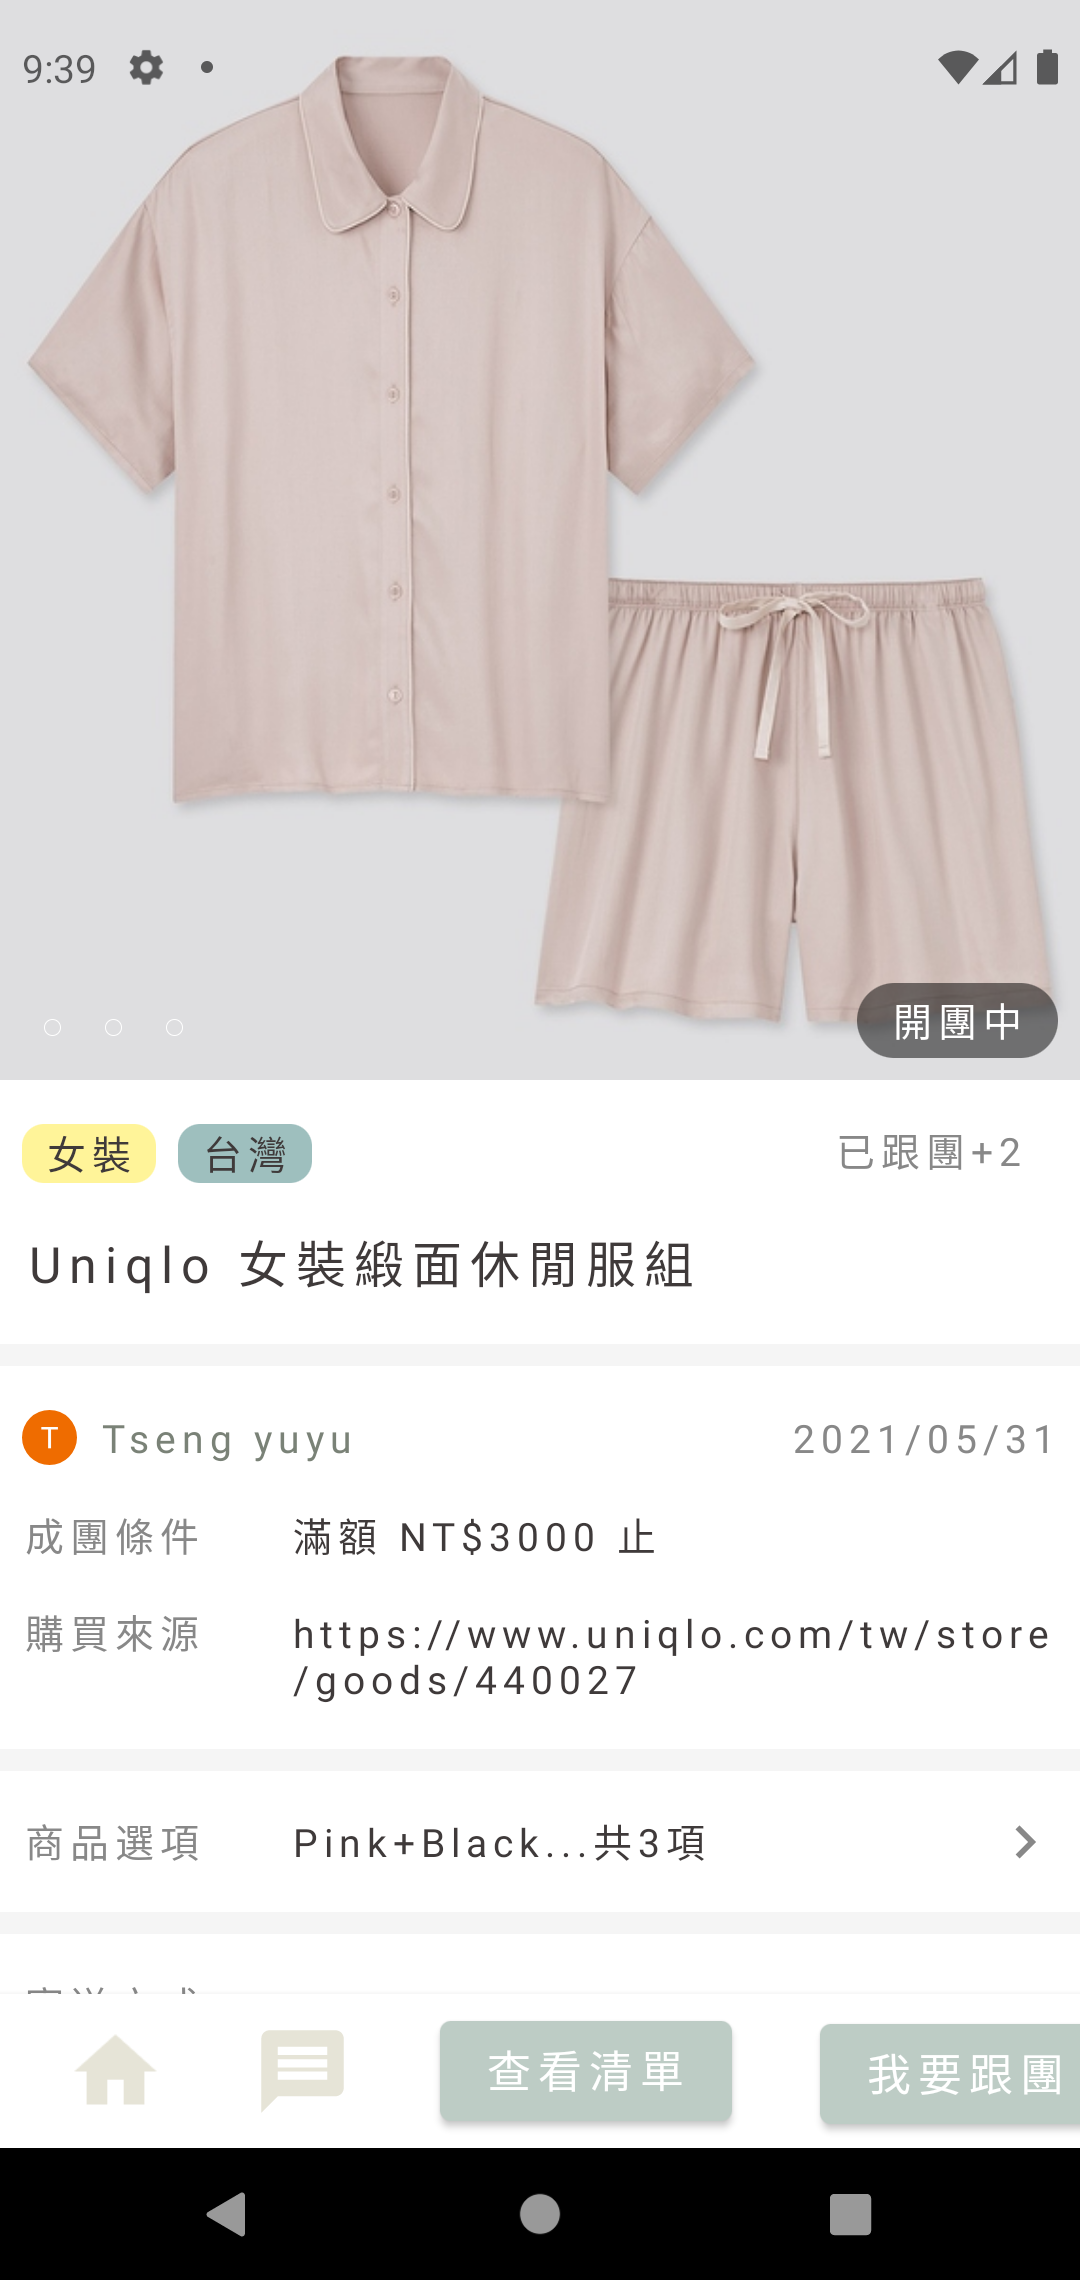 9:39
開團中
女裝 台灣 已跟團+2
Uniqlo 女裝緞面休閒服組
T Tseng yuyu 2021/05/31
成團條件 滿額 NT$3000 止
購買來源 https://www.uniqlo.com/tw/store
/goods/440027
商品選項 Pink+Black...共3項
查看清單 我要跟團